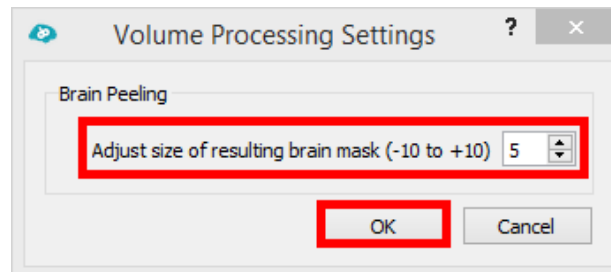 Volume Processing Settings ? ×
Brain Peeling
Adjust size of resulting brain mask (-10 to +10) 5
OK Cancel